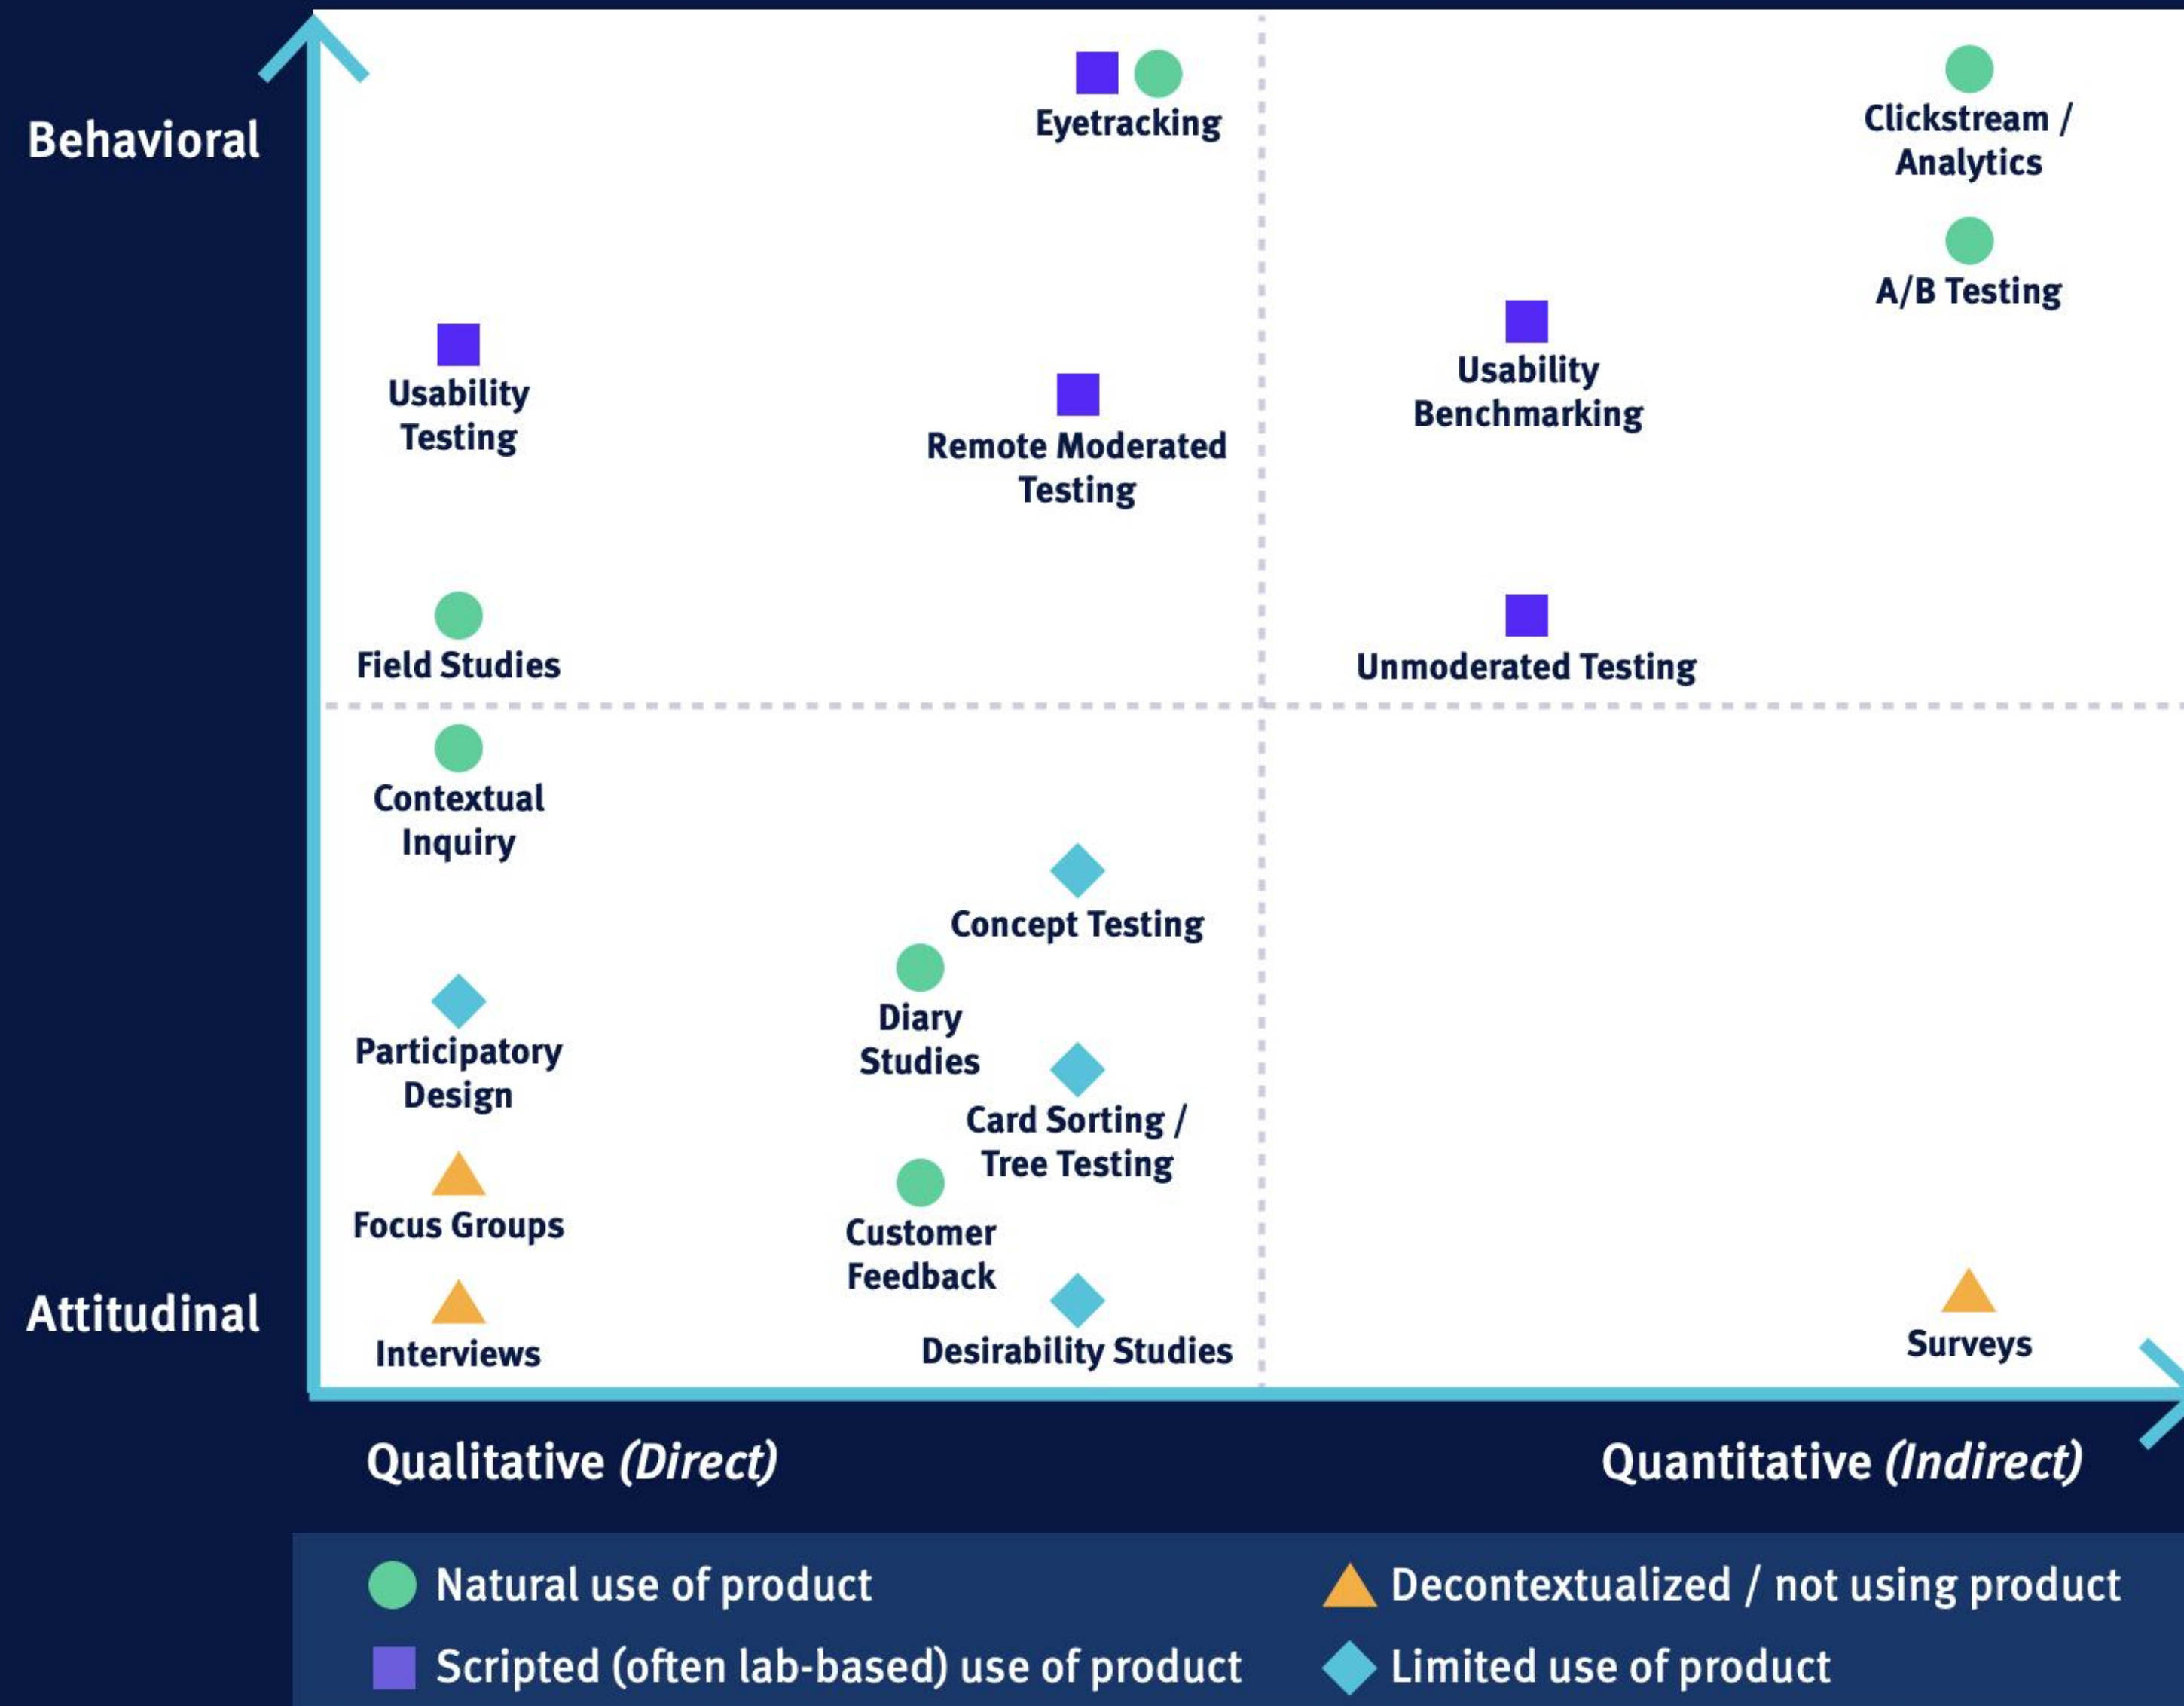 Behavioral
Eyetracking
Clickstream /
Analytics
A/B Testing
Usability
Testing
Remote Moderated
Testing
Usability
Benchmarking
Field Studies
Unmoderated Testing
Contextual
Inquiry
Concept Testing
Diary
Studies
Participatory
Design
Card Sorting /
Tree Testing
Focus Groups
Customer
Feedback
Attitudinal
Interviews
Desirability Studies
Surveys
Qualitative (Direct)
Quantitative (Indirect)
Natural use of product
Decontextualized / not using product
Scripted (often lab-based) use of product
Limited use of product